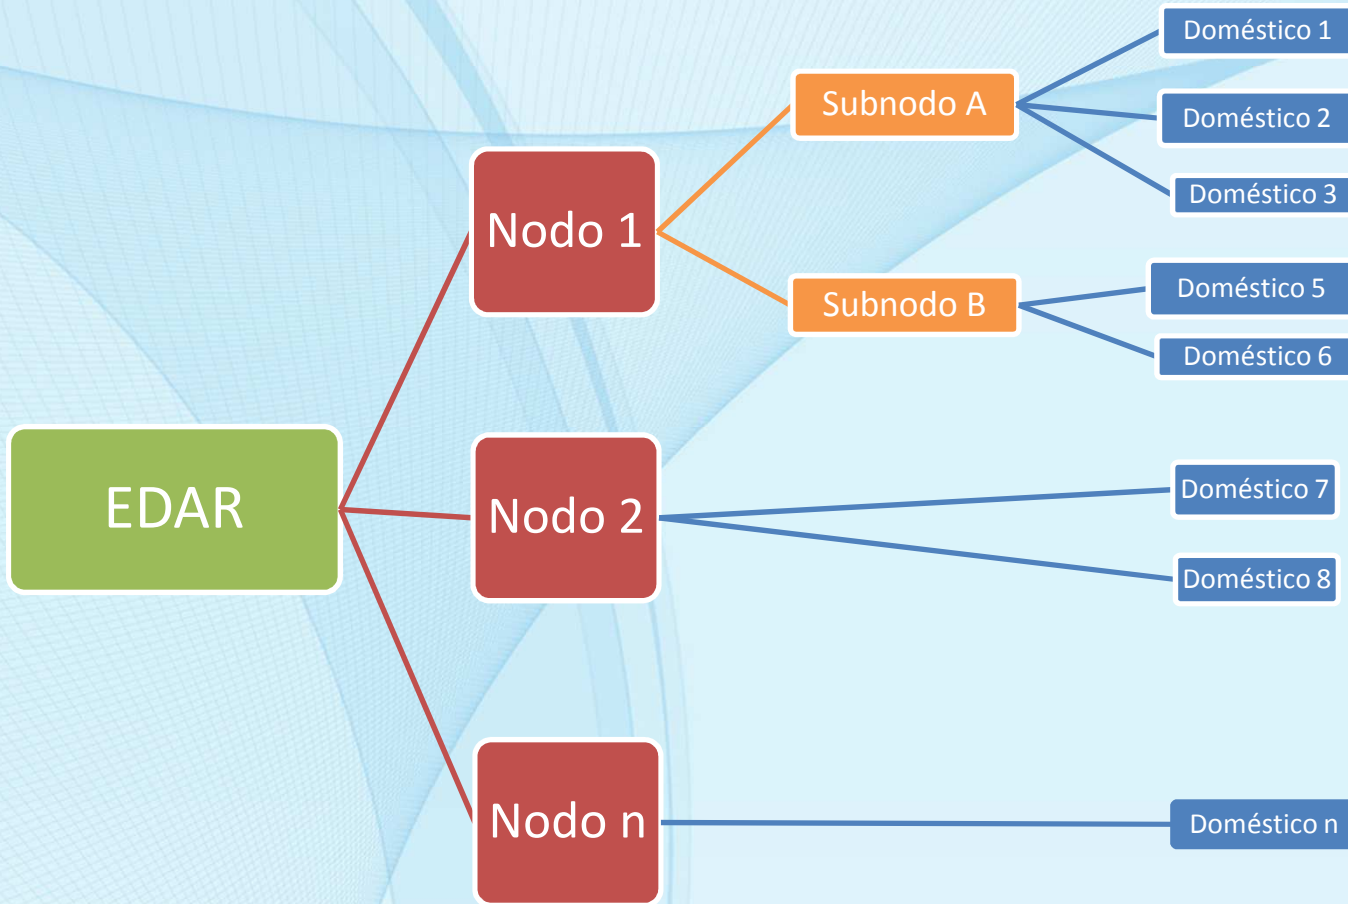 EDAR
Nodo 1
Subnodo A
Doméstico 1
Doméstico 2
Doméstico 3
Subnodo B
Doméstico 5
Doméstico 6
Nodo 2
Doméstico 7
Doméstico 8
Nodo n
Doméstico n